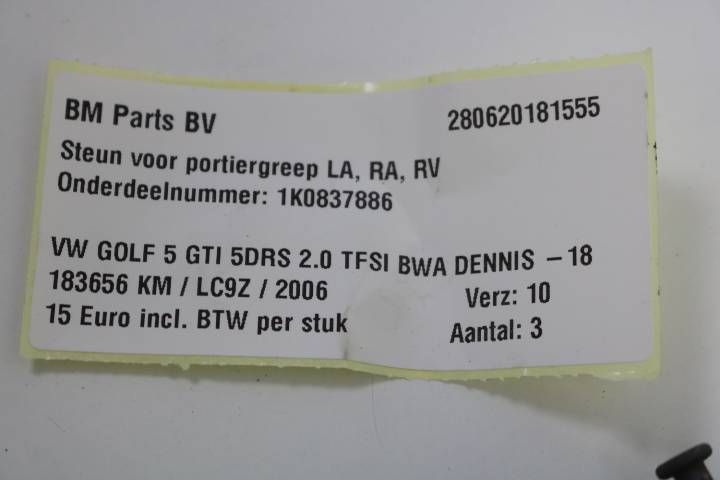 BM Parts BV 280620181555
Steun voor portiergreep LA, RA, RV
Onderdeelnummer: 1K0837886
VW GOLF 5 GTI 5DRS 2.0 TFSI BWA DENNIS – 18
183656 KM / LC9Z / 2006 Verz: 10
15 Euro incl. BTW per stuk Aantal: 3